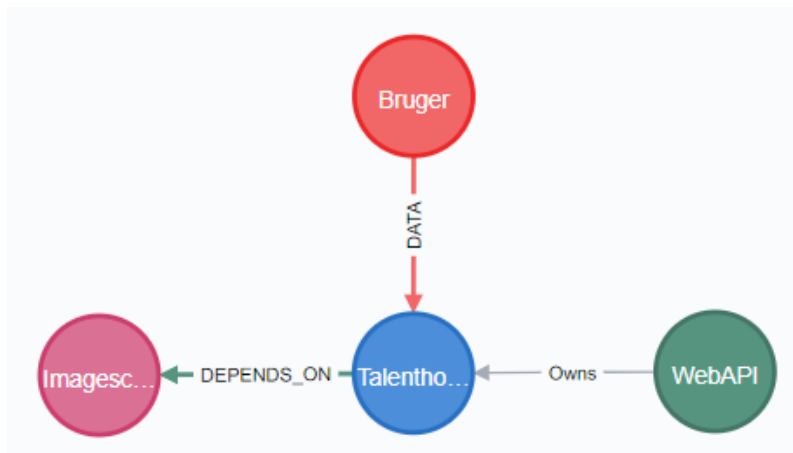 Bruger
DATA
Imagesc...
DEPENDS_ON
Talentho...
Owns
WebAPI